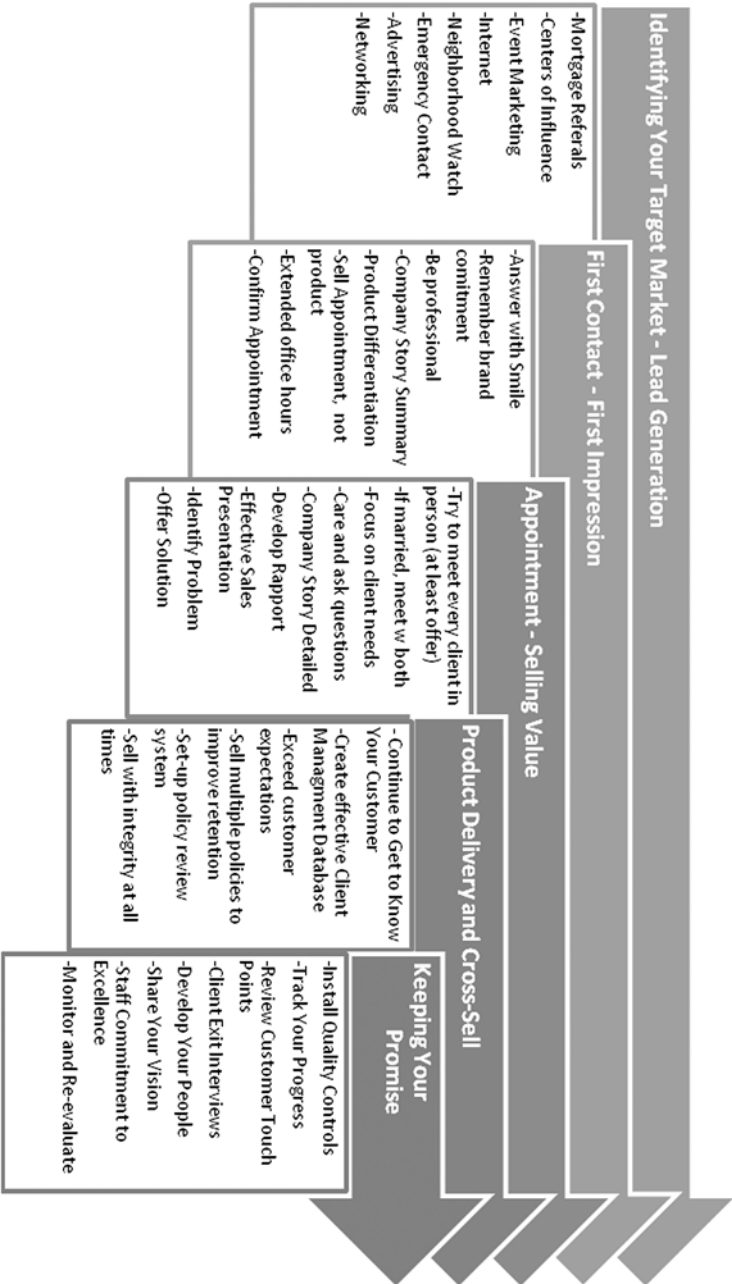 Identifying Your Target Market - Lead Generation
-Mortgage Referals
-Centers of Influence
-Event Marketing
-Internet
-Neighborhood Watch
-Emergency Contact
-Advertising
-Networking
First Contact - First Impression
-Answer with Smile
-Remember brand
comitment
-Be professional
-Company Story Summary
-Product Differentiation
-Sell Appointment, not
product
-Extended office hours
-Confirm Appointment
Appointment - Selling Value
-Try to meet every client in
person (at least offer)
-If married, meet w both
-Focus on client needs
-Care and ask questions
-Company Story Detailed
-Develop Rapport
-Effective Sales
Presentation
-Identify Problem
-Offer Solution
Product Delivery and Cross-Sell
- Continue to Get to Know
Your Customer
-Create effective Client
Managment Database
-Exceed customer
expectations
-Sell multiple policies to
improve retention
-Set-up policy review
system
-Sell with integrity at all
times
Keeping Your
Promise
-Install Quality Controls
-Track Your Progress
-Review Customer Touch
Points
-Client Exit Interviews
-Develop Your People
-Share Your Vision
-Staff Commitment to
Excellence
-Monitor and Re-evaluate